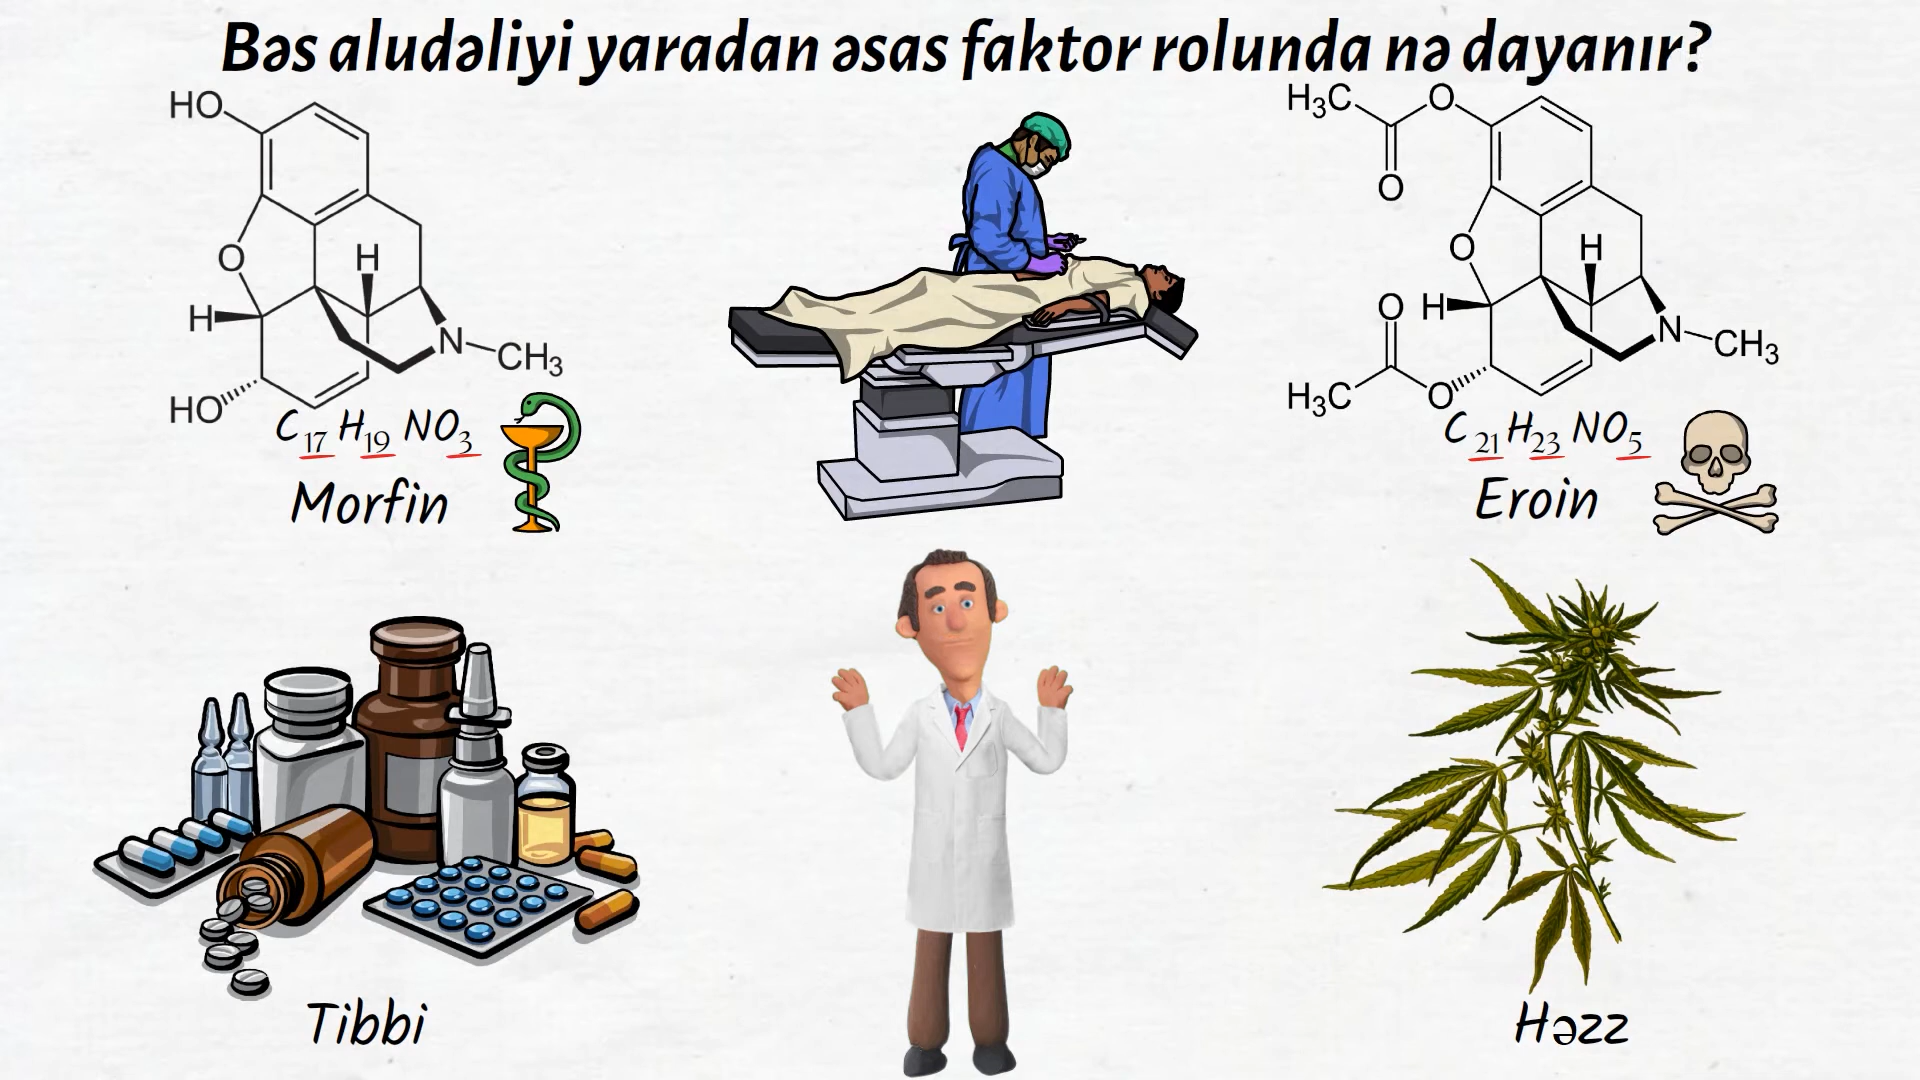 Bəs aludəliyi yaradan əsas faktor rolunda nə dayanır?
HO
O
H
H
N
CH₃
HO
C₁₇ H₁₉ NO₃
Morfin
H₃C
O
O
O
H
O
H
N
CH₃
H₃C
O
C₂₁ H₂₃ NO₅
Eroin
Tibbi
Həzz